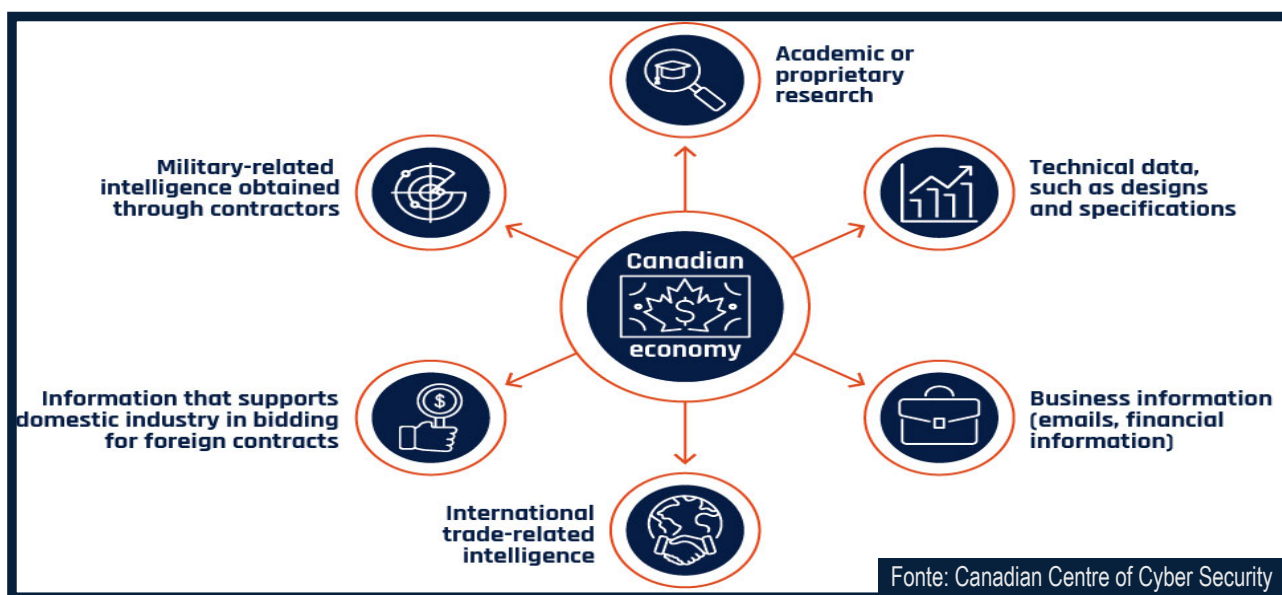 Academic or
proprietary
research
Military-related
intelligence obtained
through contractors
Technical data,
such as designs
and specifications
Canadian
$
economy
Information that supports
domestic industry in bidding
for foreign contracts
$
Business information
(emails, financial
information)
International
trade-related
intelligence
Fonte: Canadian Centre of Cyber Security